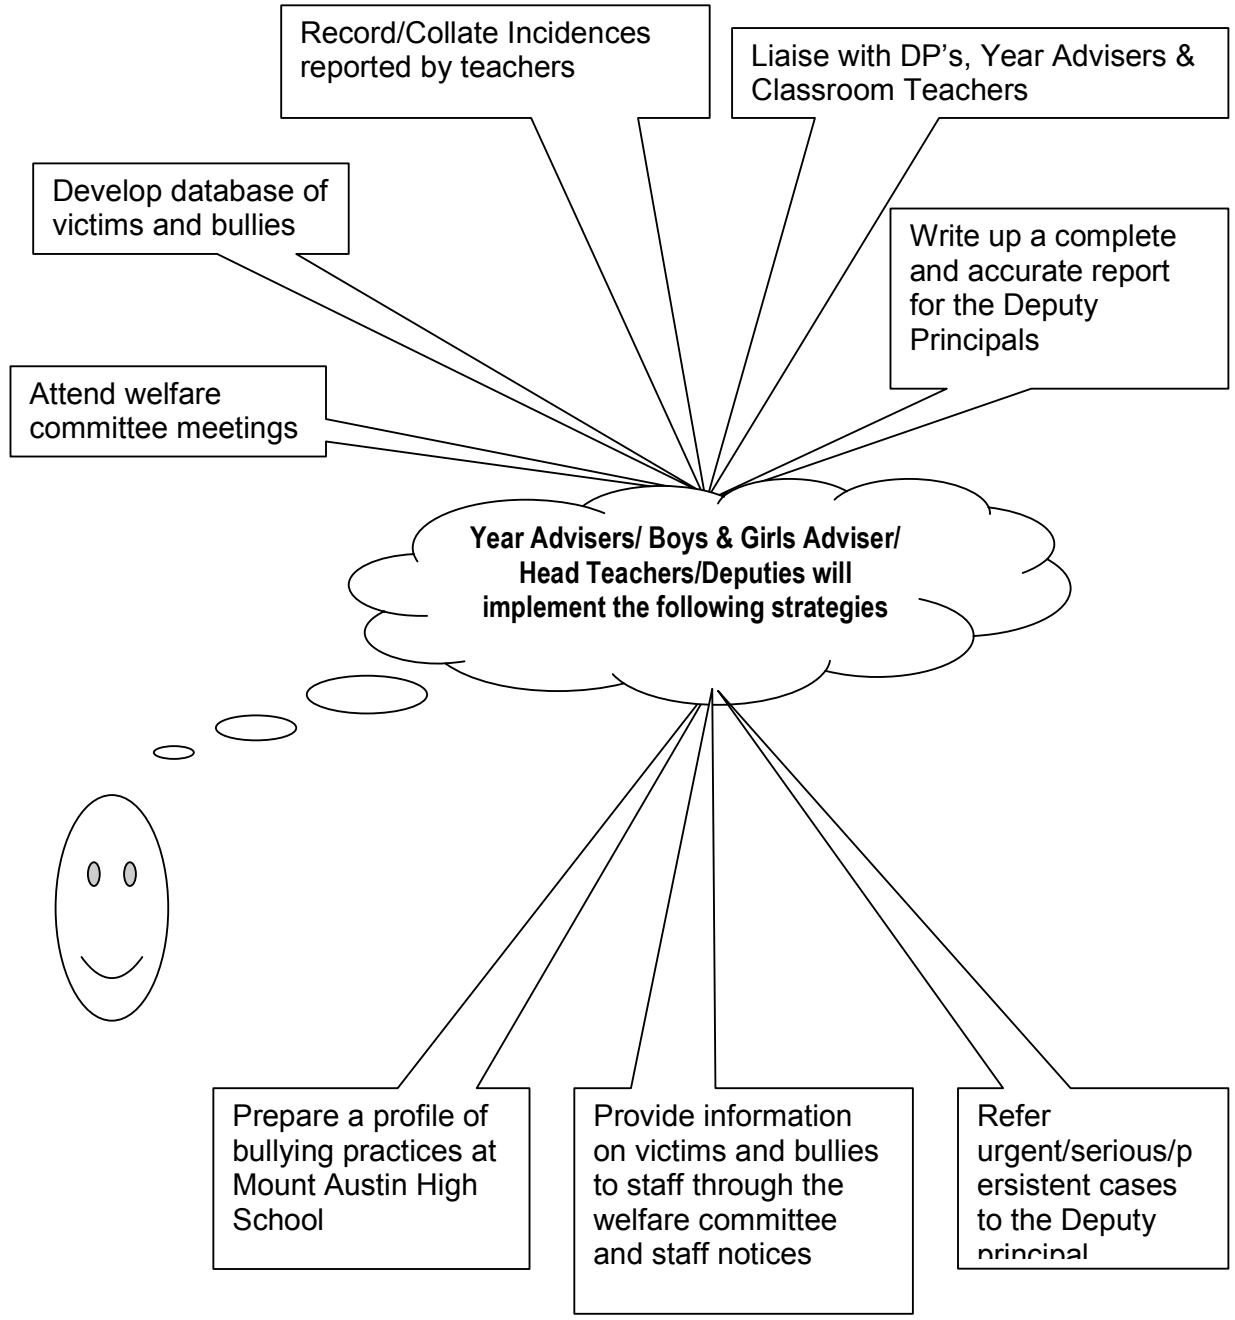 Record/Collate Incidences
reported by teachers
Liaise with DP's, Year Advisers &
Classroom Teachers
Develop database of
victims and bullies
Write up a complete
and accurate report
for the Deputy
Principals
Attend welfare
committee meetings
Year Advisers/ Boys & Girls Adviser/
Head Teachers/Deputies will
implement the following strategies
Prepare a profile of
bullying practices at
Mount Austin High
School
Provide information
on victims and bullies
to staff through the
welfare committee
and staff notices
Refer
urgent/serious/p
ersistent cases
to the Deputy
principal